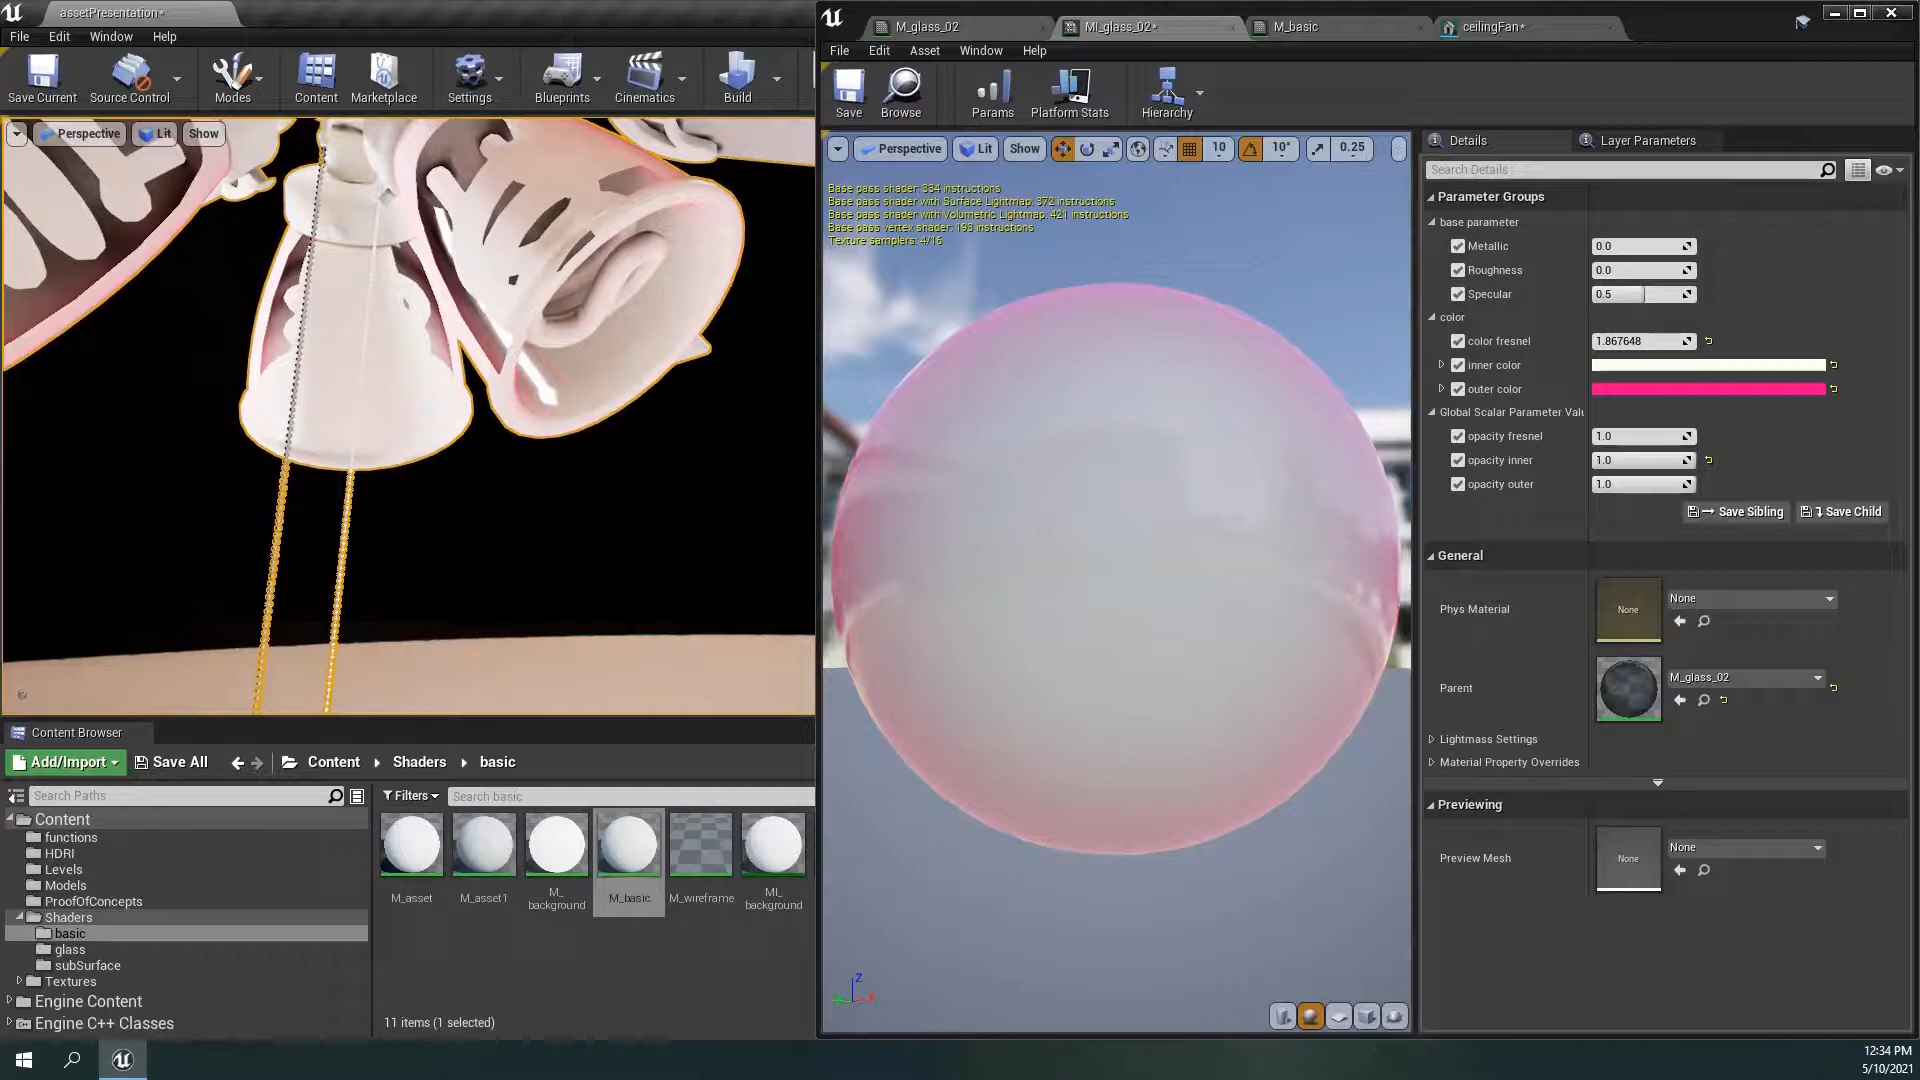 assetPresentation*
File Edit Window Help
Save Current
Source Control
Modes
Content
Marketplace
Settings
Blueprints
Cinematics
Build
Perspective
Lit
Show
Content Browser
Add/Import
Save All
Content
Shaders
basic
Search Paths
Filters
Search basic
Content
functions
HDRI
Levels
Models
ProofOfConcepts
Shaders
basic
glass
subSurface
Textures
Engine Content
Engine C++ Classes
M_asset
M_asset1
M_
background
M_basic
M_wireframe
MI_
background
11 items (1 selected)
M_glass_02
MI_glass_02*
M_basic
ceilingFan*
File Edit Asset Window Help
Save
Browse
Params
Platform Stats
Hierarchy
Perspective
Lit
Show
10
10°
0.25
Base pass shader: 334 instructions
Base pass shader with Surface Lightmap: 372 instructions
Base pass shader with Volumetric Lightmap: 421 instructions
Base pass vertex shader: 193 instructions
Texture samplers: 4/16
Z
X
Details
Layer Parameters
Search Details
Parameter Groups
base parameter
Metallic 0.0
Roughness 0.0
Specular 0.5
color
color fresnel 1.867648
inner color
outer color
Global Scalar Parameter Valu
opacity fresnel 1.0
opacity inner 1.0
opacity outer 1.0
Save Sibling
Save Child
General
Phys Material
None
None
Parent
M_glass_02
Lightmass Settings
Material Property Overrides
Previewing
Preview Mesh
None
None
12:34 PM
5/10/2021